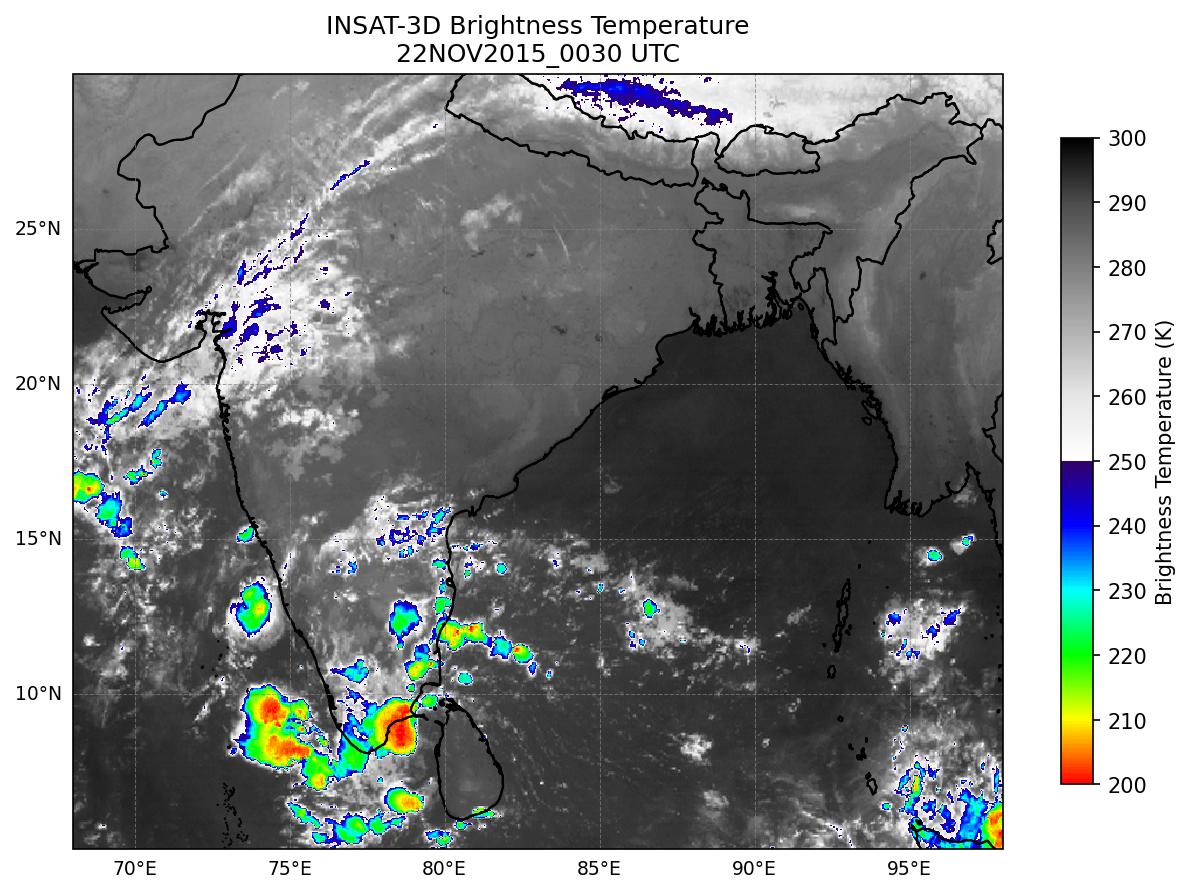 INSAT-3D Brightness Temperature
22NOV2015_0030 UTC
25°N
20°N
15°N
10°N
70°E
75°E
80°E
85°E
90°E
95°E
300
290
280
270
260
250
240
230
220
210
200
Brightness Temperature (K)